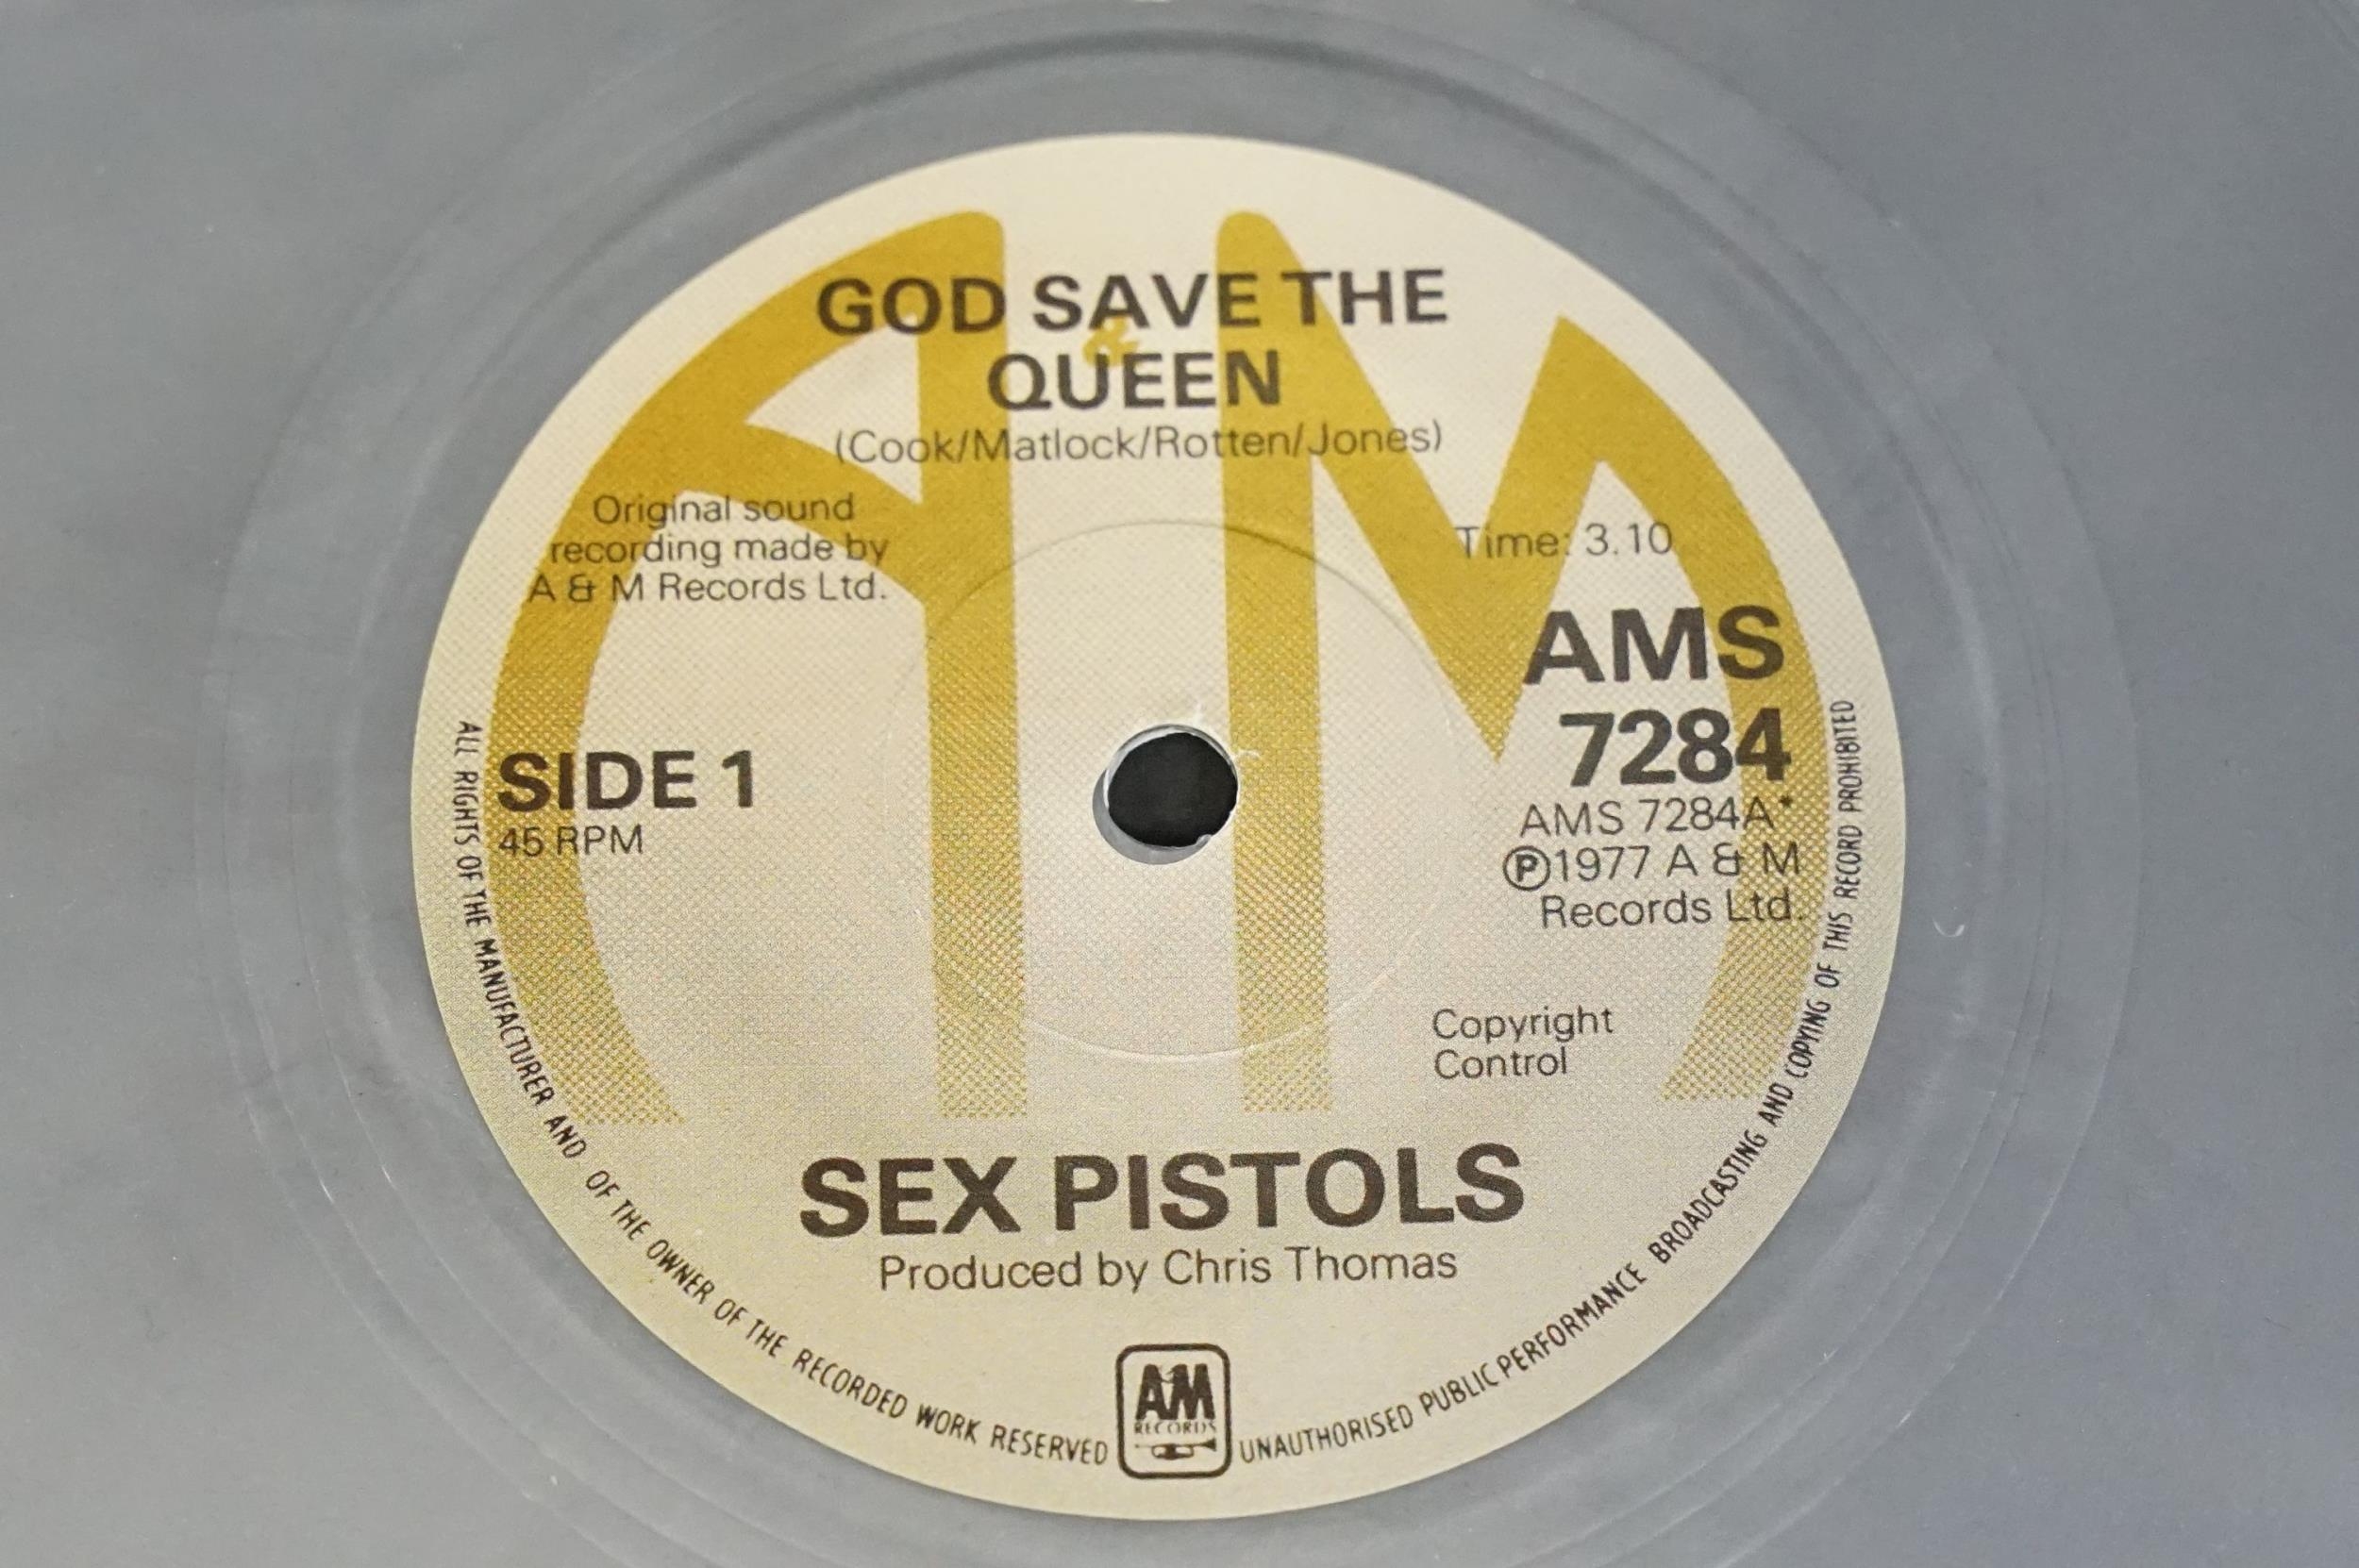 GOD SAVE THE
&
QUEEN
(Cook/Matlock/Rotten/Jones)
Original sound
recording made by
A & M Records Ltd.
Time: 3.10
AMS
7284
SIDE 1
45 RPM
AMS 7284A*
Ⓟ1977 A & M
Records Ltd.
Copyright
Control
SEX PISTOLS
Produced by Chris Thomas
ALL RIGHTS OF THE MANUFACTURER AND OF THE OWNER OF THE RECORDED WORK RESERVED
AM
RECORDS
UNAUTHORISED PUBLIC PERFORMANCE BROADCASTING AND COPYING OF THIS RECORD PROHIBITED